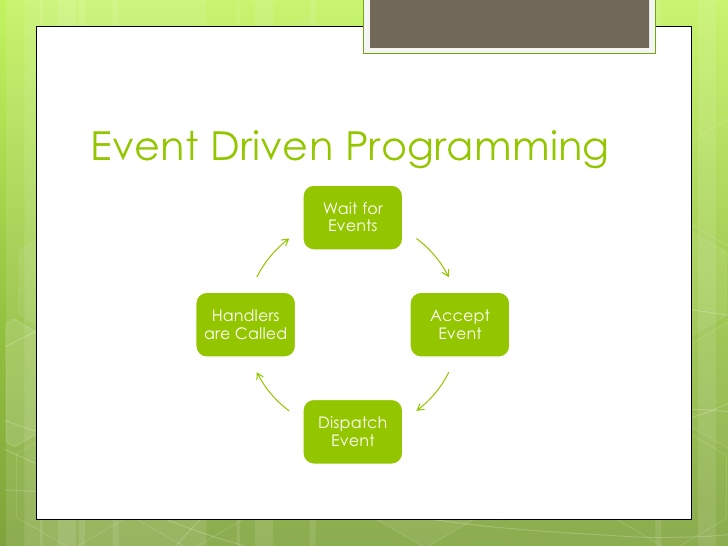 Event Driven Programming
Wait for
Events
Accept
Event
Dispatch
Event
Handlers
are Called